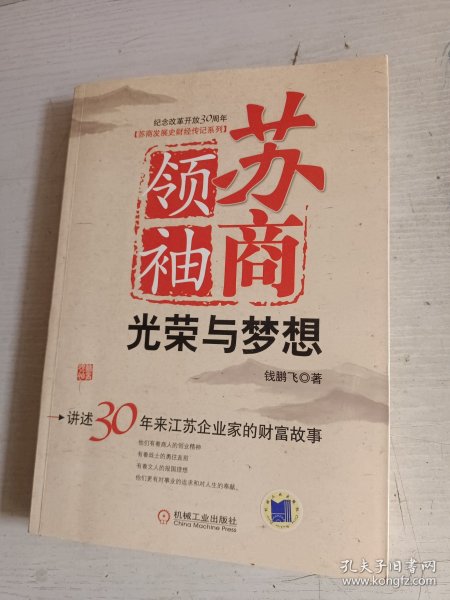 纪念改革开放30周年
【苏商发展史财经传记系列】
苏商
领袖
光荣与梦想
钱鹏飞◎著
讲述30年来江苏企业家的财富故事
他们有着商人的创业精神
有着战士的勇往直前
有着文人的报国理想
他们更有对事业的追求和对人生的奉献。
机械工业出版社
China Machine Press
孔夫子旧书网
www.kongfz.com